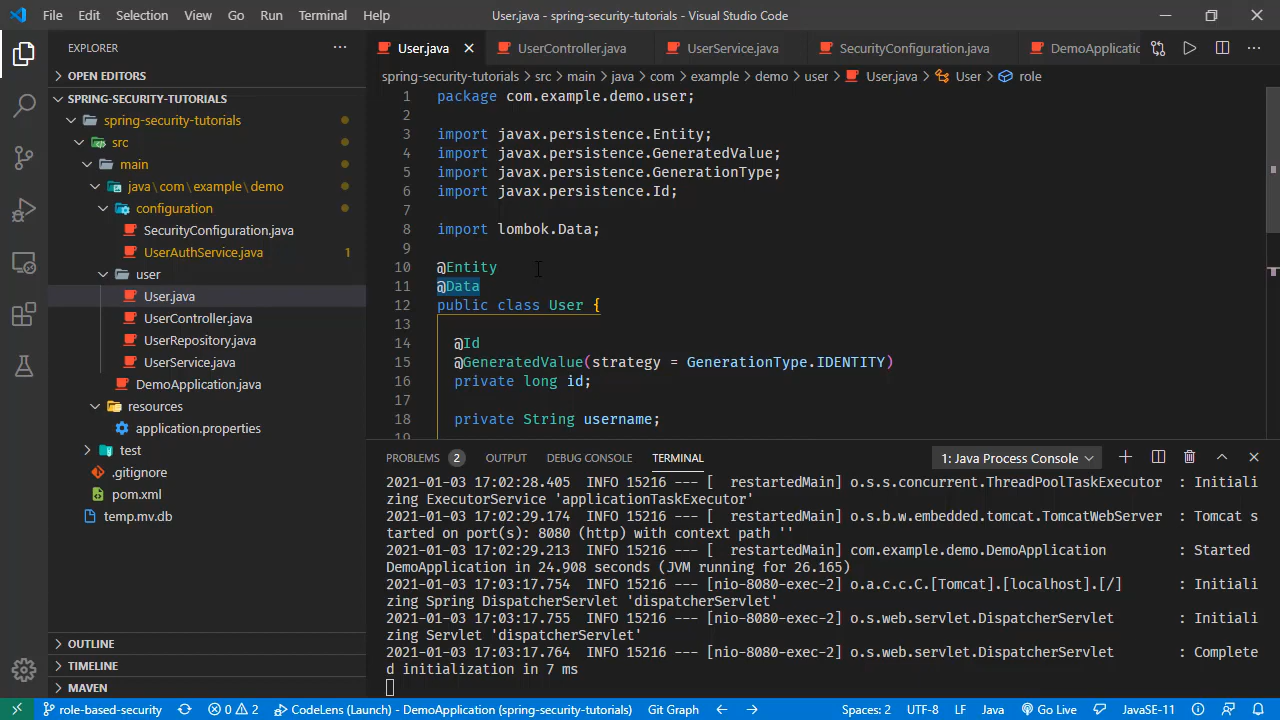 File Edit Selection View Go Run Terminal Help User.java - spring-security-tutorials - Visual Studio Code
EXPLORER
OPEN EDITORS
SPRING-SECURITY-TUTORIALS
spring-security-tutorials
src
main
java\com\example\demo
configuration
SecurityConfiguration.java
UserAuthService.java 1
user
User.java
UserController.java
UserRepository.java
UserService.java
DemoApplication.java
resources
application.properties
test
.gitignore
pom.xml
temp.mv.db
OUTLINE
TIMELINE
MAVEN
User.java UserController.java UserService.java SecurityConfiguration.java DemoApplicatic
spring-security-tutorials > src > main > java > com > example > demo > user > User.java > User > role
1 package com.example.demo.user;
2
3 import javax.persistence.Entity;
4 import javax.persistence.GeneratedValue;
5 import javax.persistence.GenerationType;
6 import javax.persistence.Id;
7
8 import lombok.Data;
9
10 @Entity
11 @Data
12 public class User {
13
14 @Id
15 @GeneratedValue(strategy = GenerationType.IDENTITY)
16 private long id;
17
18 private String username;
19
PROBLEMS 2 OUTPUT DEBUG CONSOLE TERMINAL 1: Java Process Console
2021-01-03 17:02:28.405 INFO 15216 --- [ restartedMain] o.s.s.concurrent.ThreadPoolTaskExecutor : Initiali
zing ExecutorService 'applicationTaskExecutor'
2021-01-03 17:02:29.174 INFO 15216 --- [ restartedMain] o.s.b.w.embedded.tomcat.TomcatWebServer : Tomcat s
tarted on port(s): 8080 (http) with context path ''
2021-01-03 17:02:29.213 INFO 15216 --- [ restartedMain] com.example.demo.DemoApplication : Started
DemoApplication in 24.908 seconds (JVM running for 26.165)
2021-01-03 17:03:17.754 INFO 15216 --- [nio-8080-exec-2] o.a.c.c.C.[Tomcat].[localhost].[/] : Initiali
zing Spring DispatcherServlet 'dispatcherServlet'
2021-01-03 17:03:17.755 INFO 15216 --- [nio-8080-exec-2] o.s.web.servlet.DispatcherServlet : Initiali
zing Servlet 'dispatcherServlet'
2021-01-03 17:03:17.764 INFO 15216 --- [nio-8080-exec-2] o.s.web.servlet.DispatcherServlet : Complete
d initialization in 7 ms
role-based-security 0 2 CodeLens (Launch) - DemoApplication (spring-security-tutorials) Git Graph Spaces: 2 UTF-8 LF Java Go Live JavaSE-11